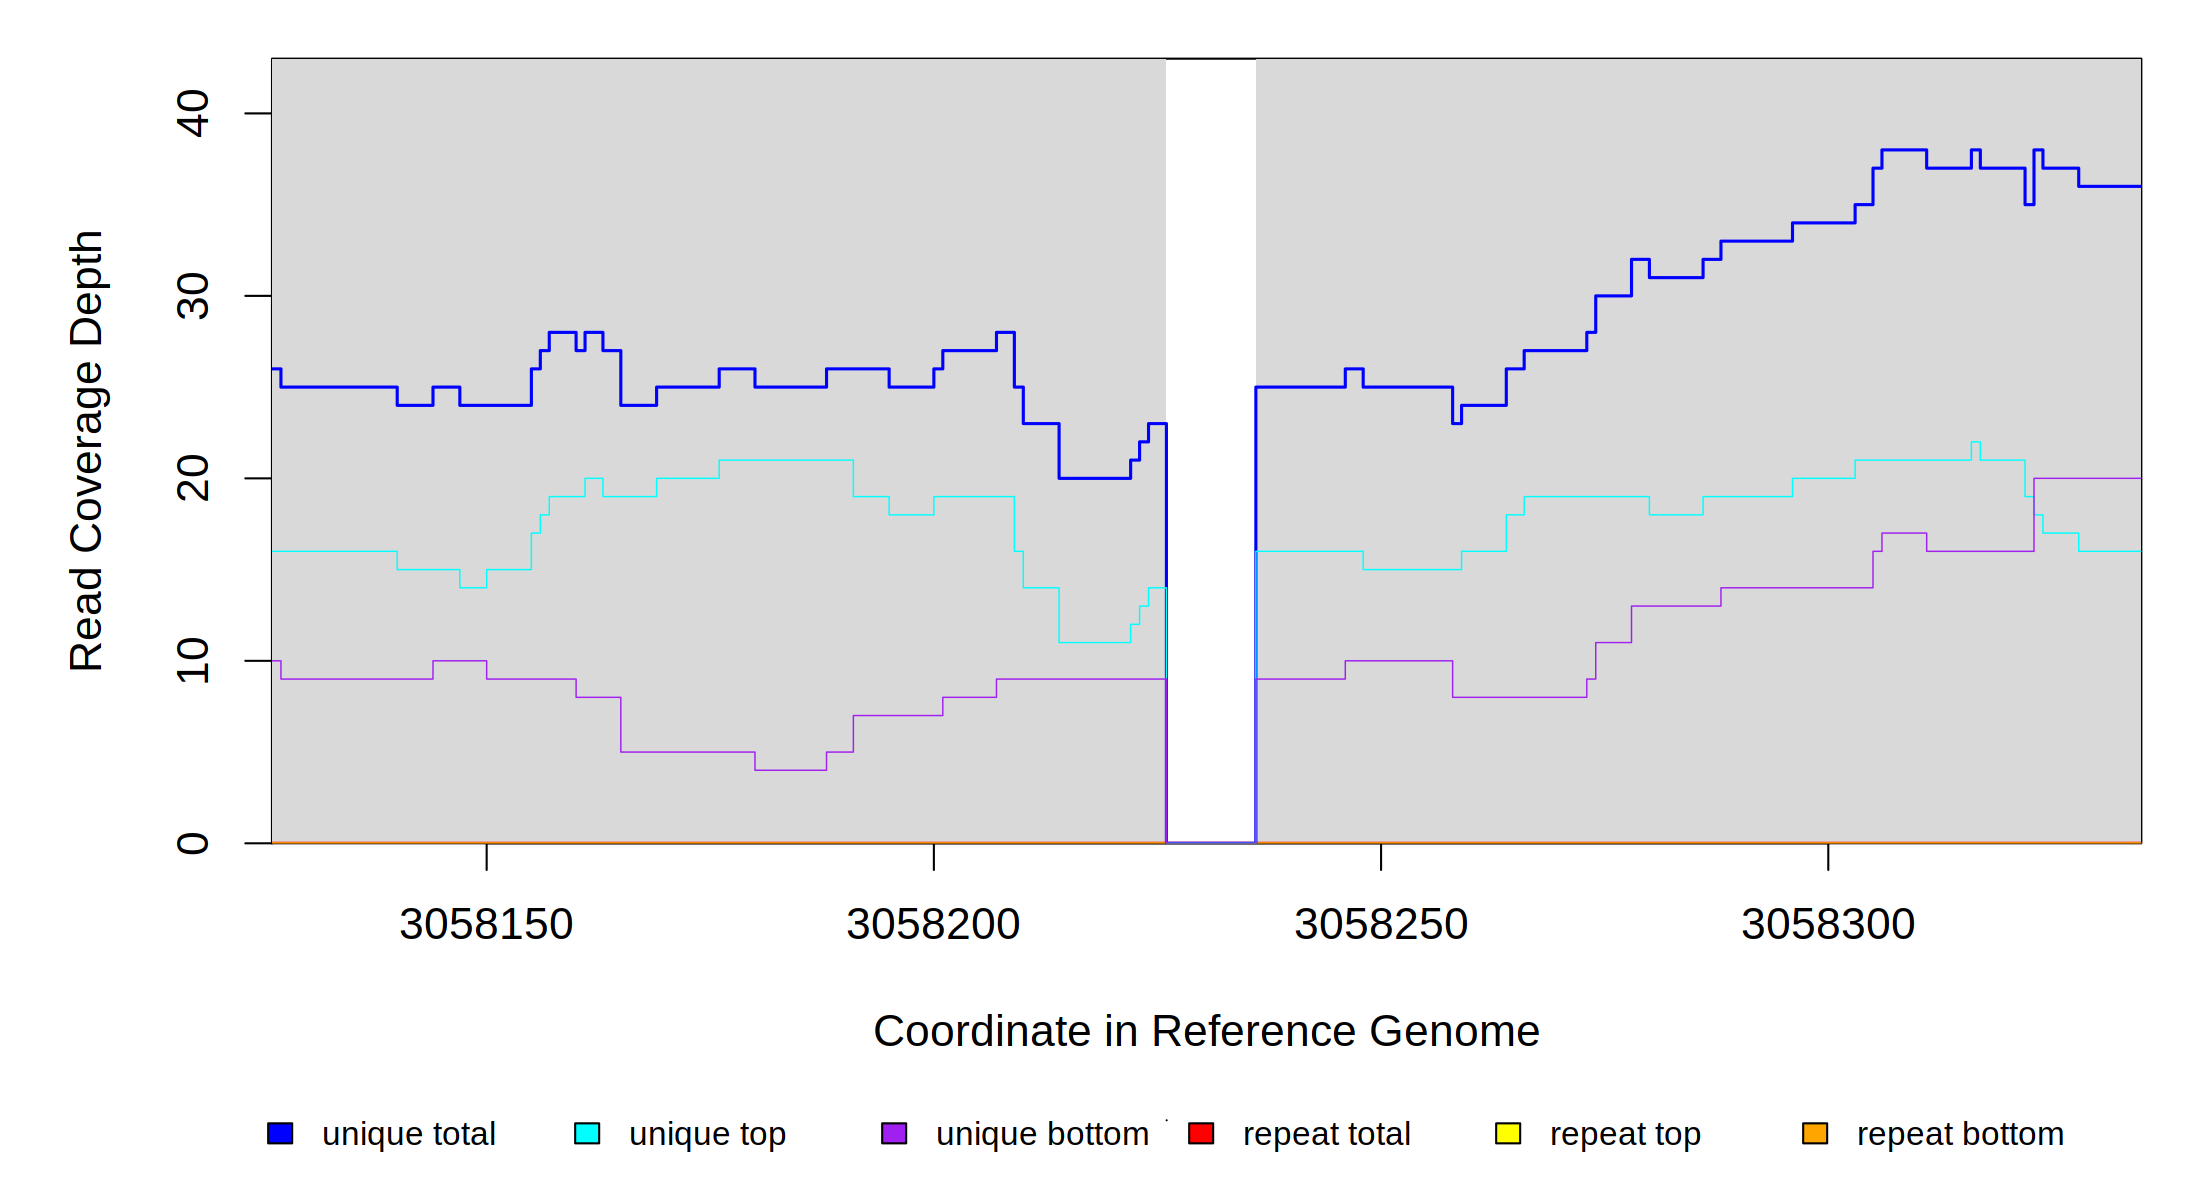 40
30
20
10
0
Read Coverage Depth
3058150 3058200 3058250 3058300
Coordinate in Reference Genome
unique total unique top unique bottom repeat total repeat top repeat bottom